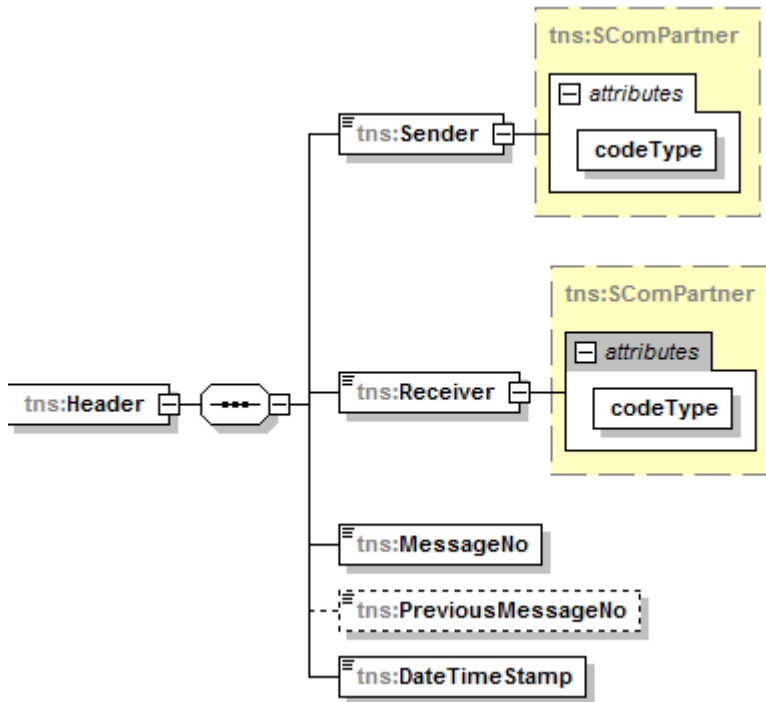 tns:SComPartner
attributes
tns:Sender
codeType
tns:SComPartner
attributes
tns:Receiver
tns:Header
codeType
tns:MessageNo
tns:PreviousMessageNo
tns:DateTimeStamp